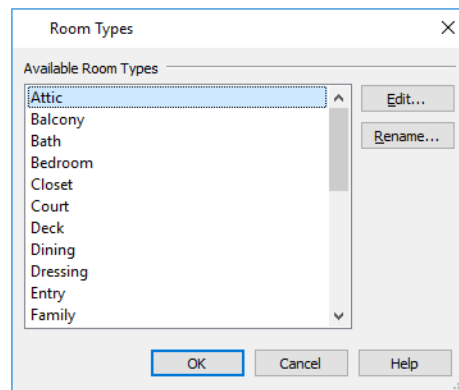 Room Types
Available Room Types
Attic
Balcony
Bath
Bedroom
Closet
Court
Deck
Dining
Dressing
Entry
Family
Edit...
Rename...
OK
Cancel
Help